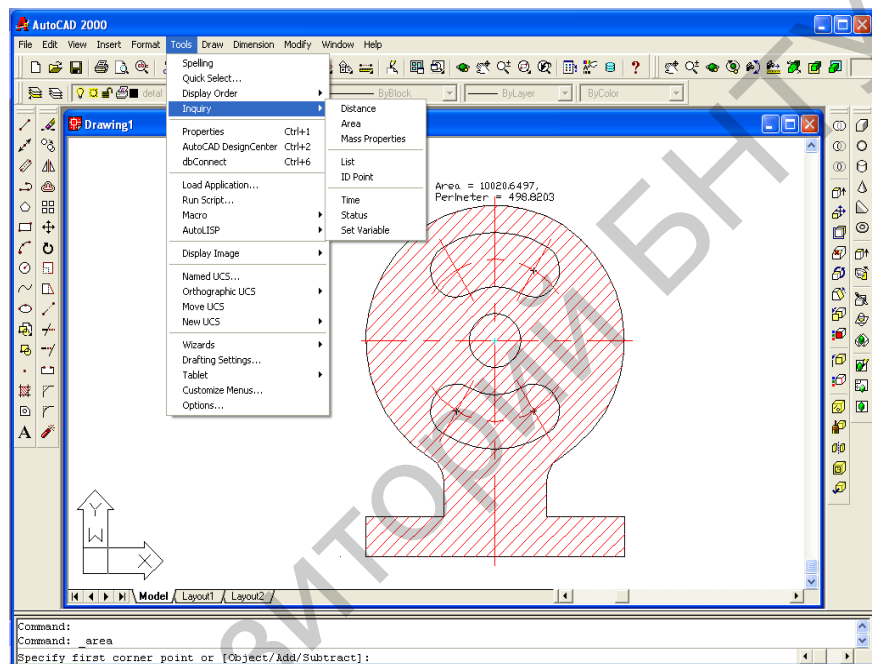 AutoCAD 2000
File Edit View Insert Format Tools Draw Dimension Modify Window Help
Spelling
Quick Select...
Display Order
Inquiry
Properties Ctrl+1
AutoCAD DesignCenter Ctrl+2
dbConnect Ctrl+6
Load Application...
Run Script...
Macro
AutoLISP
Display Image
Named UCS...
Orthographic UCS
Move UCS
New UCS
Wizards
Drafting Settings...
Tablet
Customize Menus...
Options...
Distance
Area
Mass Properties
List
ID Point
Time
Status
Set Variable
detal
ByBlock
ByLayer
ByColor
Drawing1
Area = 10020.6497,
Perimeter = 498.8203
Y
W
X
Model Layout1 Layout2
Command:
Command: _area
Specify first corner point or [Object/Add/Subtract]:
зиторий БНТУ